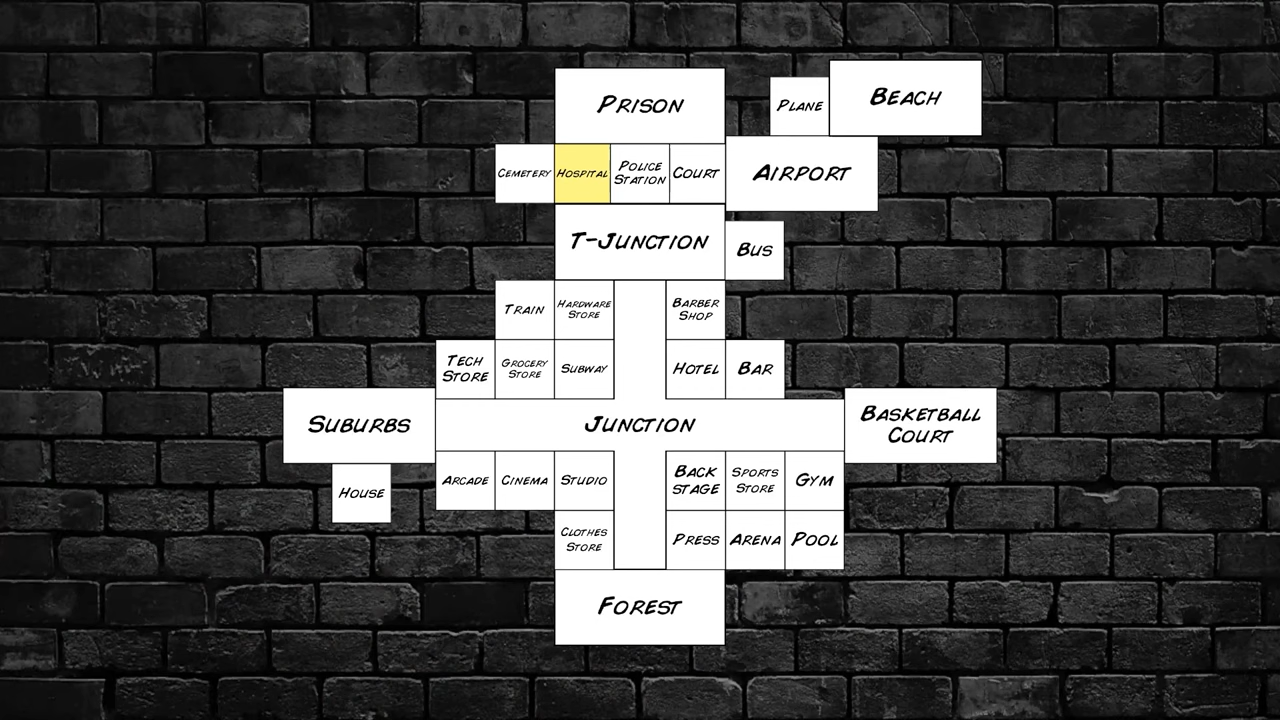 PRISON
PLANE
BEACH
CEMETERY
HOSPITAL
POLICE
STATION
COURT
AIRPORT
T-JUNCTION
BUS
TRAIN
HARDWARE
STORE
BARBER
SHOP
TECH
STORE
GROCERY
STORE
SUBWAY
HOTEL
BAR
SUBURBS
JUNCTION
BASKETBALL
COURT
HOUSE
ARCADE
CINEMA
STUDIO
BACK
STAGE
SPORTS
STORE
GYM
CLOTHES
STORE
PRESS
ARENA
POOL
FOREST